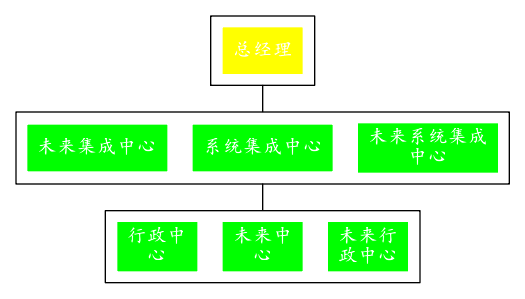 总经理
未来集成中心
系统集成中心
未来系统集成
中心
行政中
心
未来中
心
未来行
政中心